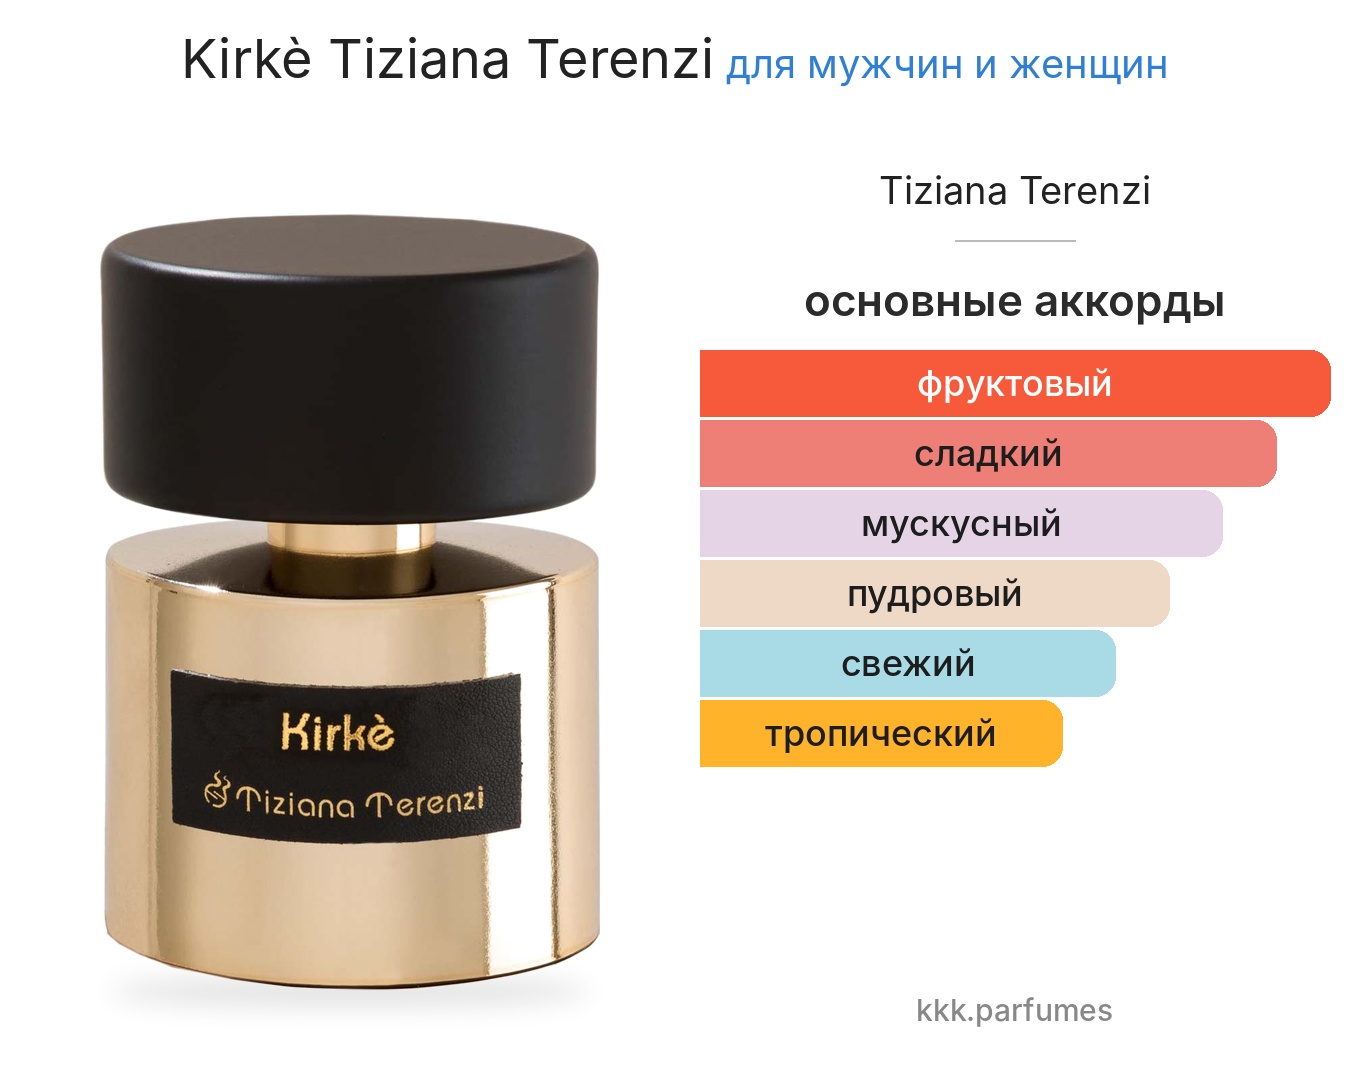 Kirkè Tiziana Terenzi для мужчин и женщин
Tiziana Terenzi
основные аккорды
фруктовый
сладкий
мускусный
пудровый
свежий
тропический
Kirkè
Tiziana Terenzi
kkk.parfumes